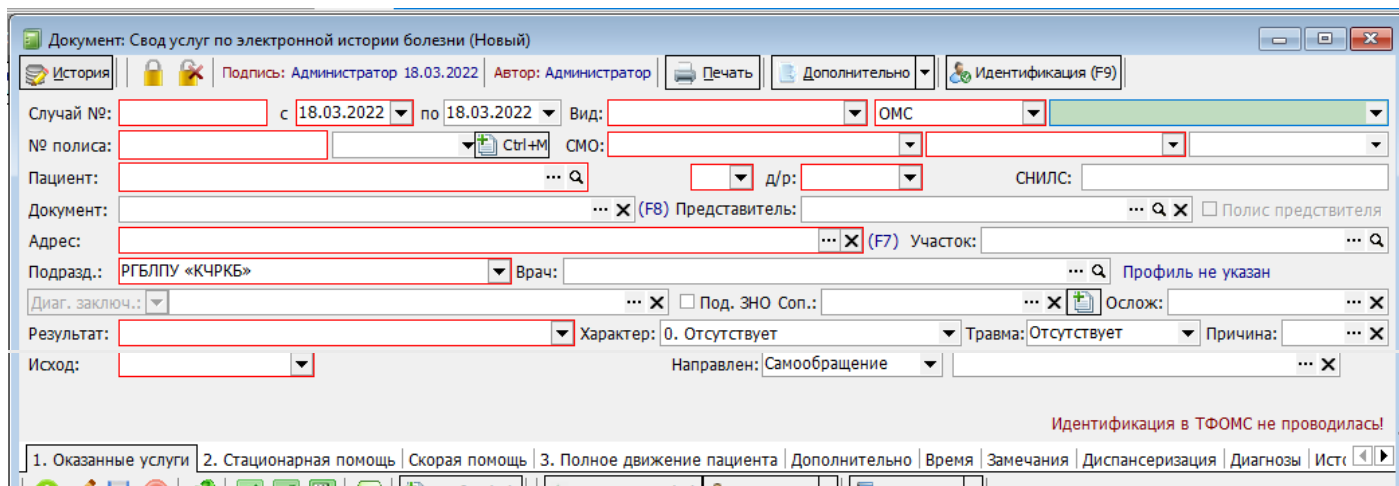 Документ: Свод услуг по электронной истории болезни (Новый)
История Подпись: Администратор 18.03.2022 Автор: Администратор Печать Дополнительно Идентификация (F9)
Случай №: с 18.03.2022 по 18.03.2022 Вид: ОМС
№ полиса: Ctrl+M СМО:
Пациент: д/р: СНИЛС:
Документ: (F8) Представитель: Полис предствителя
Адрес: (F7) Участок:
Подразд.: РГБЛПУ «КЧРКБ» Врач: Профиль не указан
Диаг. заключ.: Под. ЗНО Соп.: Ослож:
Результат: Характер: 0. Отсутствует Травма: Отсутствует Причина:
Исход: Направлен: Самообращение
Идентификация в ТФОМС не проводилась!
1. Оказанные услуги 2. Стационарная помощь Скорая помощь 3. Полное движение пациента Дополнительно Время Замечания Диспансеризация Диагнозы